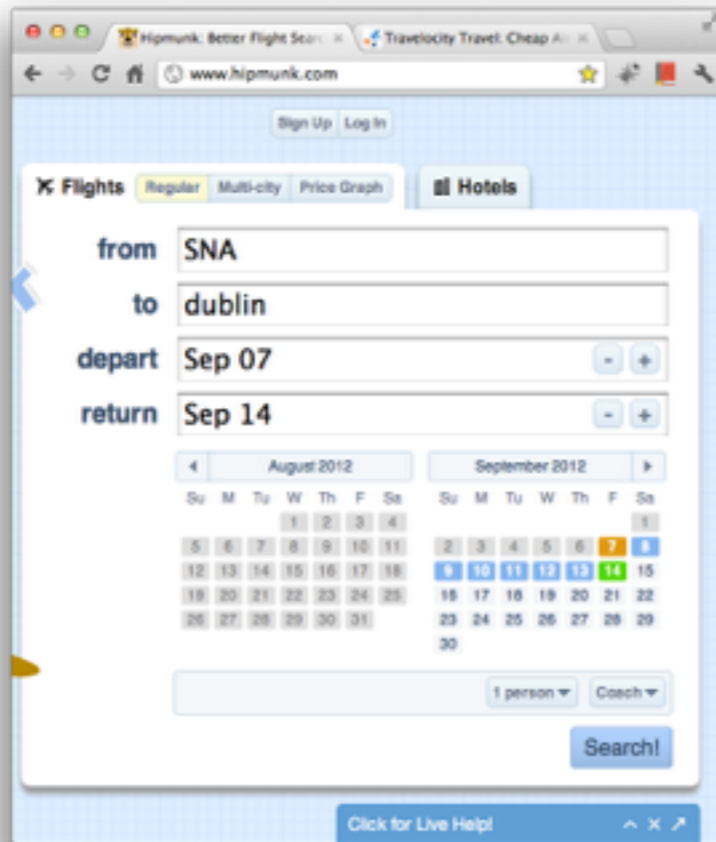 Hipmunk: Better Flight Sear Travelocity Travel: Cheap Ai
www.hipmunk.com
Sign Up Log In
Flights Regular Multi-city Price Graph Hotels
from SNA
to dublin
depart Sep 07 - +
return Sep 14 - +
August 2012 September 2012
Su M Tu W Th F Sa Su M Tu W Th F Sa
1 2 3 4 1
5 6 7 8 9 10 11 2 3 4 5 6 7 8
12 13 14 15 16 17 18 9 10 11 12 13 14 15
19 20 21 22 23 24 25 16 17 18 19 20 21 22
26 27 28 29 30 31 23 24 25 26 27 28 29
30
1 person Coach
Search!
Click for Live Help!